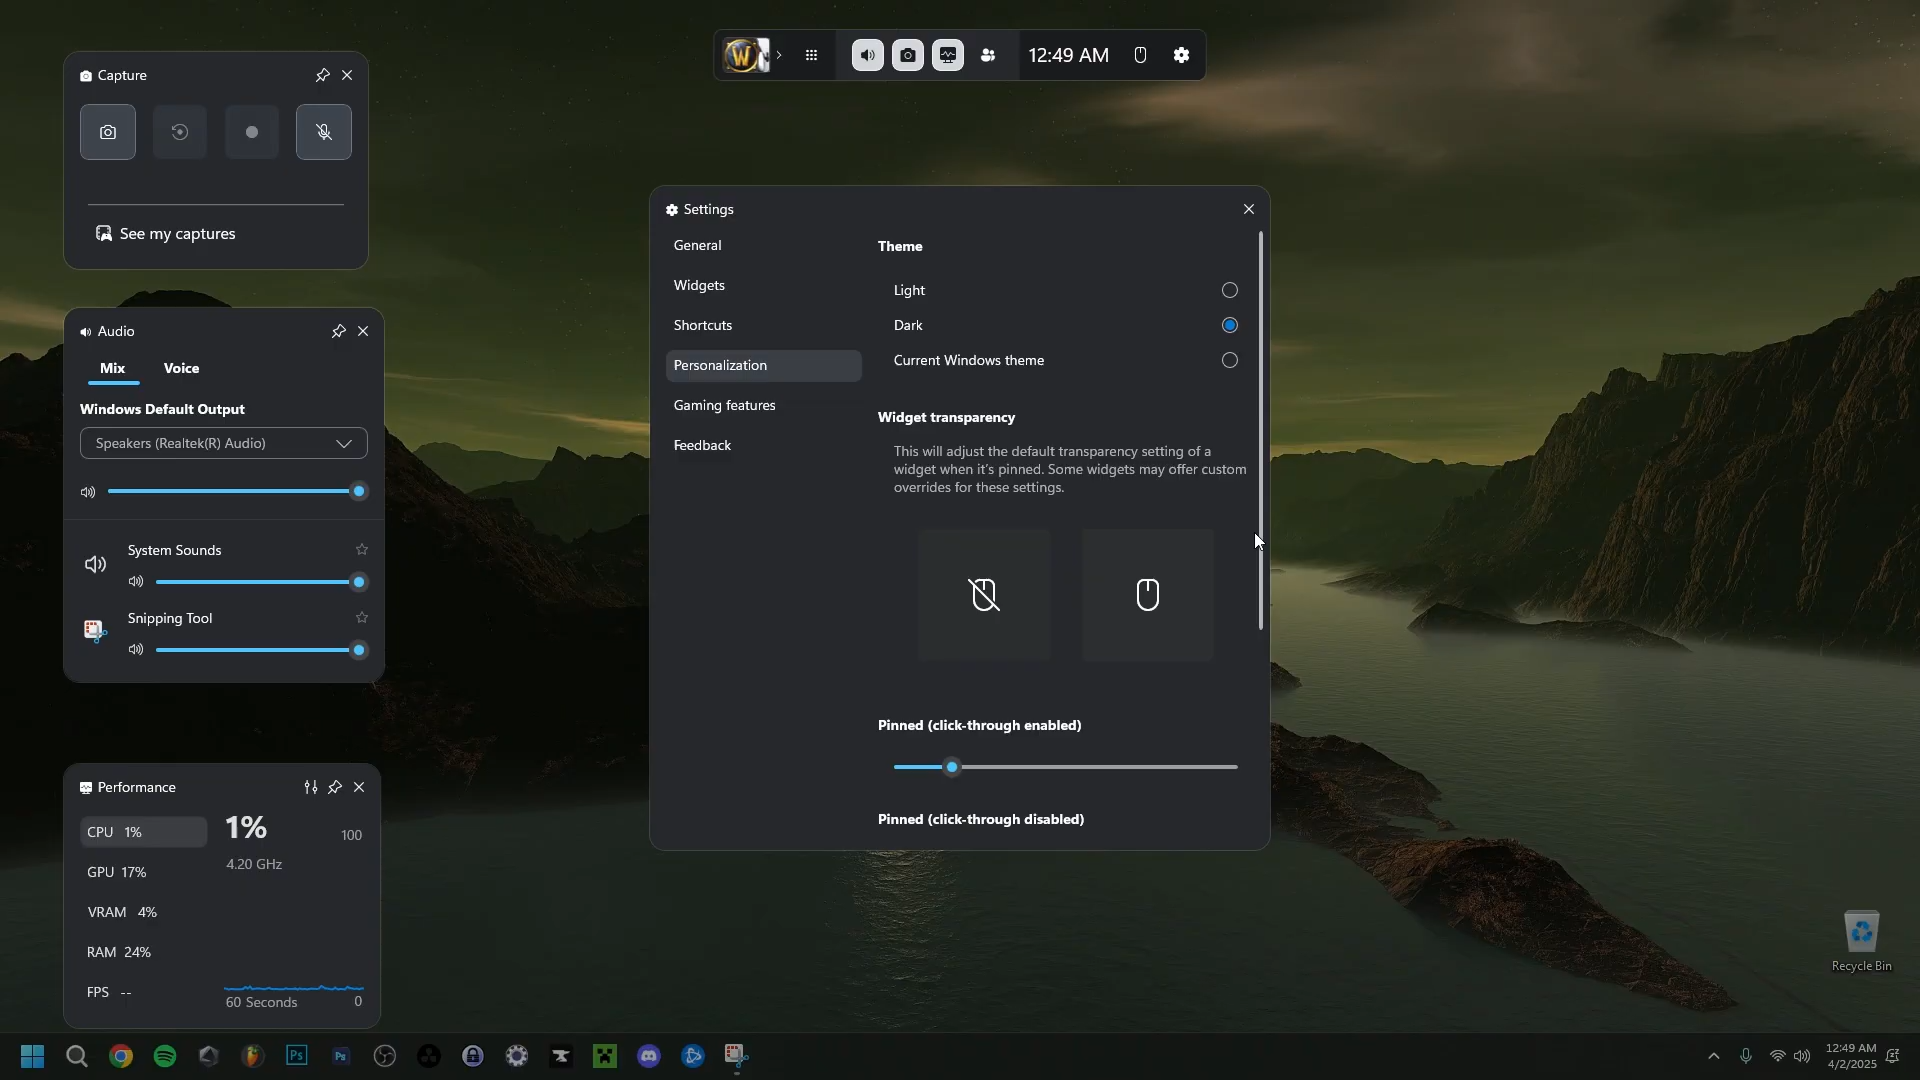 12:49 AM
Capture
See my captures
Audio
Mix
Voice
Windows Default Output
Speakers (Realtek(R) Audio)
System Sounds
Snipping Tool
Performance
CPU 1%
1%
100
4.20 GHz
GPU 17%
VRAM 4%
RAM 24%
FPS --
60 Seconds
0
Settings
General
Widgets
Shortcuts
Personalization
Gaming features
Feedback
Theme
Light
Dark
Current Windows theme
Widget transparency
This will adjust the default transparency setting of a
widget when it's pinned. Some widgets may offer custom
overrides for these settings.
Pinned (click-through enabled)
Pinned (click-through disabled)
Recycle Bin
Ps
Ps
12:49 AM
4/2/2025